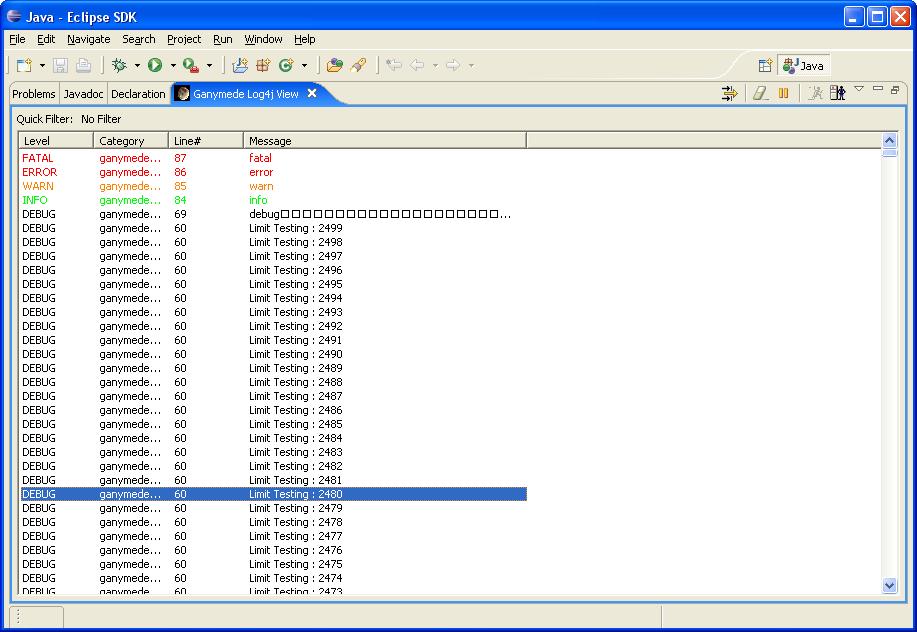 Java - Eclipse SDK
File Edit Navigate Search Project Run Window Help
Java
Problems Javadoc Declaration Ganymede Log4j View
Quick Filter: No Filter
Level Category Line# Message
FATAL ganymede... 87 fatal
ERROR ganymede... 86 error
WARN ganymede... 85 warn
INFO ganymede... 84 info
DEBUG ganymede... 69 debug□□□□□□□□□□□□□□□□□□□□...
DEBUG ganymede... 60 Limit Testing : 2499
DEBUG ganymede... 60 Limit Testing : 2498
DEBUG ganymede... 60 Limit Testing : 2497
DEBUG ganymede... 60 Limit Testing : 2496
DEBUG ganymede... 60 Limit Testing : 2495
DEBUG ganymede... 60 Limit Testing : 2494
DEBUG ganymede... 60 Limit Testing : 2493
DEBUG ganymede... 60 Limit Testing : 2492
DEBUG ganymede... 60 Limit Testing : 2491
DEBUG ganymede... 60 Limit Testing : 2490
DEBUG ganymede... 60 Limit Testing : 2489
DEBUG ganymede... 60 Limit Testing : 2488
DEBUG ganymede... 60 Limit Testing : 2487
DEBUG ganymede... 60 Limit Testing : 2486
DEBUG ganymede... 60 Limit Testing : 2485
DEBUG ganymede... 60 Limit Testing : 2484
DEBUG ganymede... 60 Limit Testing : 2483
DEBUG ganymede... 60 Limit Testing : 2482
DEBUG ganymede... 60 Limit Testing : 2481
DEBUG ganymede... 60 Limit Testing : 2480
DEBUG ganymede... 60 Limit Testing : 2479
DEBUG ganymede... 60 Limit Testing : 2478
DEBUG ganymede... 60 Limit Testing : 2477
DEBUG ganymede... 60 Limit Testing : 2476
DEBUG ganymede... 60 Limit Testing : 2475
DEBUG ganymede... 60 Limit Testing : 2474
DEBUG ganymede... 60 Limit Testing : 2473